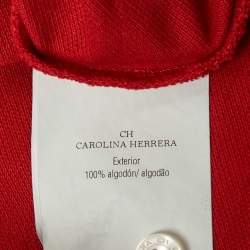 CH
CAROLINA HERRERA
Exterior
100% algodón/ algodão